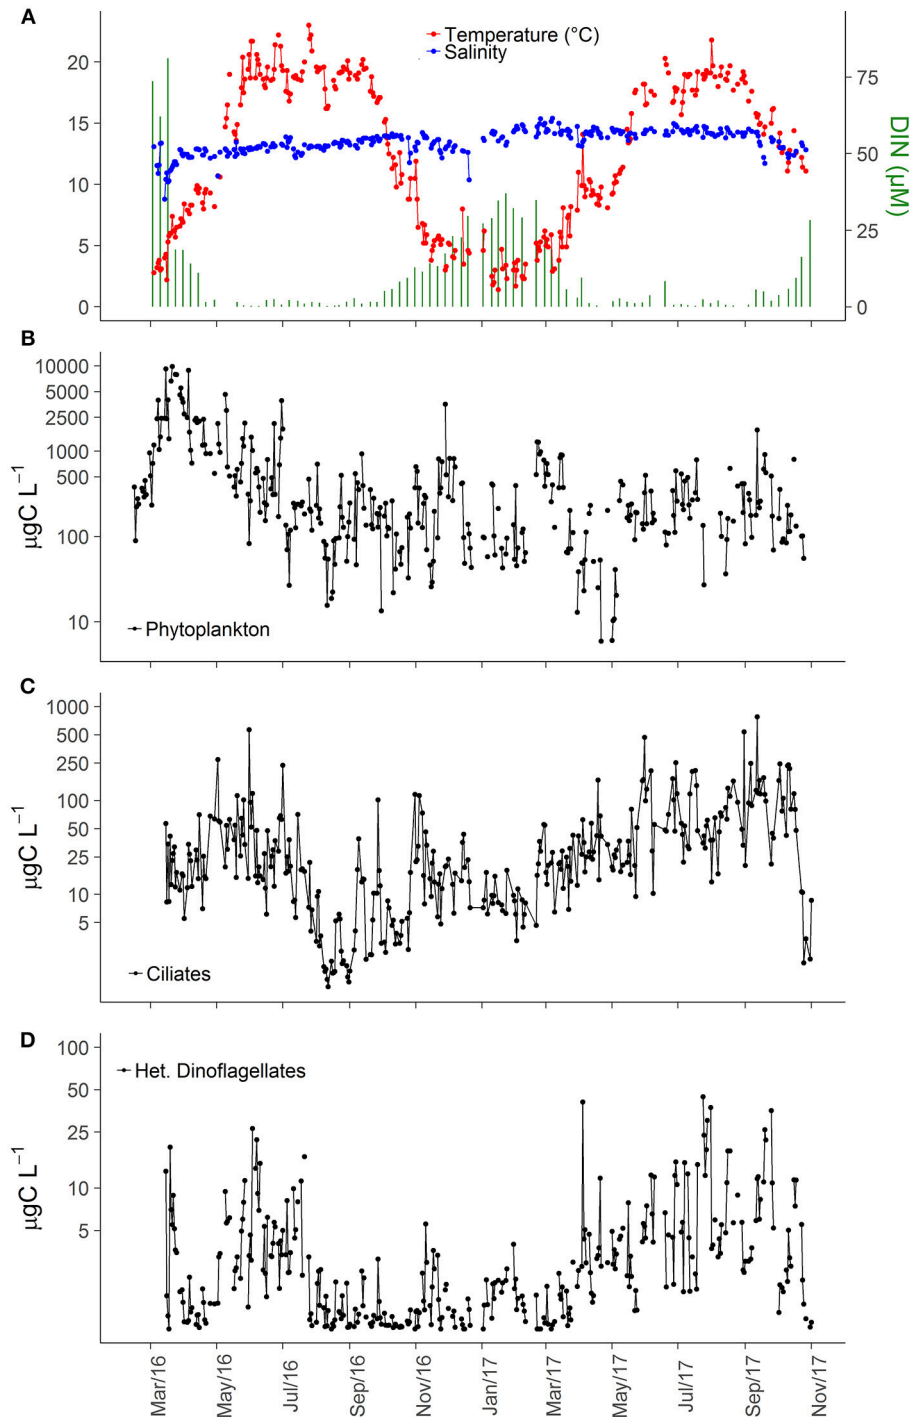 A
Temperature (°C)
Salinity
20
15
10
5
0
75
50
25
0
DIN (µM)
B
10000
5000
2500
1000
500
100
10
µgC L⁻¹
Phytoplankton
C
1000
500
250
100
50
25
10
5
µgC L⁻¹
Ciliates
D
100
50
25
10
5
µgC L⁻¹
Het. Dinoflagellates
Mar/16
May/16
Jul/16
Sep/16
Nov/16
Jan/17
Mar/17
May/17
Jul/17
Sep/17
Nov/17